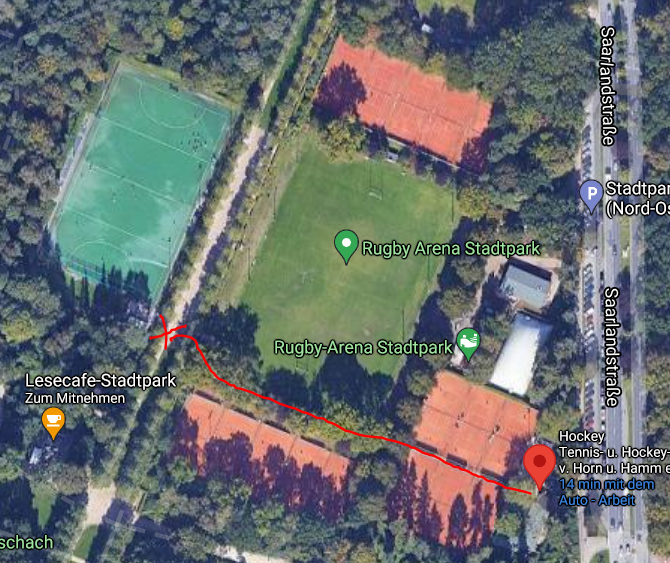 Saarlandstraße
P
Stadtpar
(Nord-Os
Rugby Arena Stadtpark
Rugby-Arena Stadtpark
Saarlandstraße
Lesecafe-Stadtpark
Zum Mitnehmen
Hockey
Tennis- u. Hockey-
v. Horn u. Hamm e
14 min mit dem
Auto - Arbeit
schach